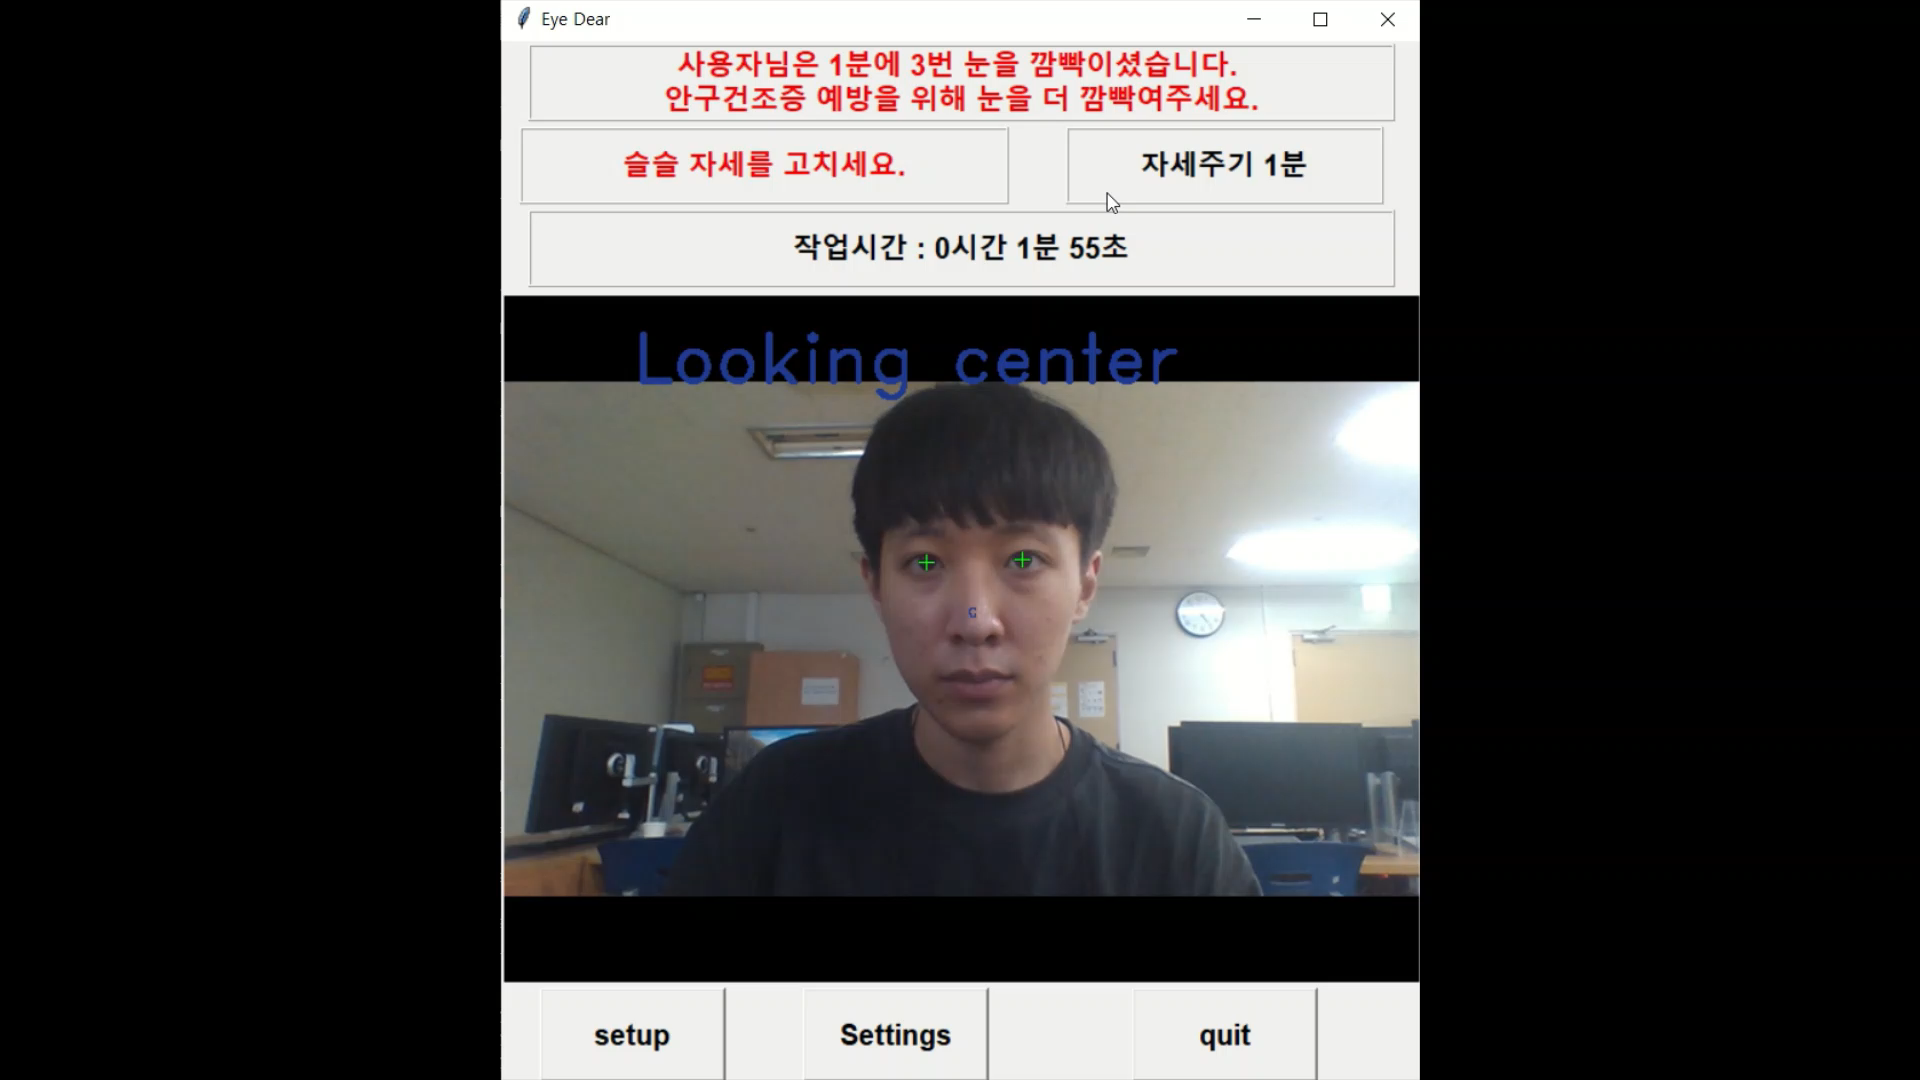 Eye Dear
사용자님은 1분에 3번 눈을 깜빡이셨습니다.
안구건조증 예방을 위해 눈을 더 깜빡여주세요.
슬슬 자세를 고치세요.
자세주기 1분
작업시간 : 0시간 1분 55초
Looking center
G
setup
Settings
quit